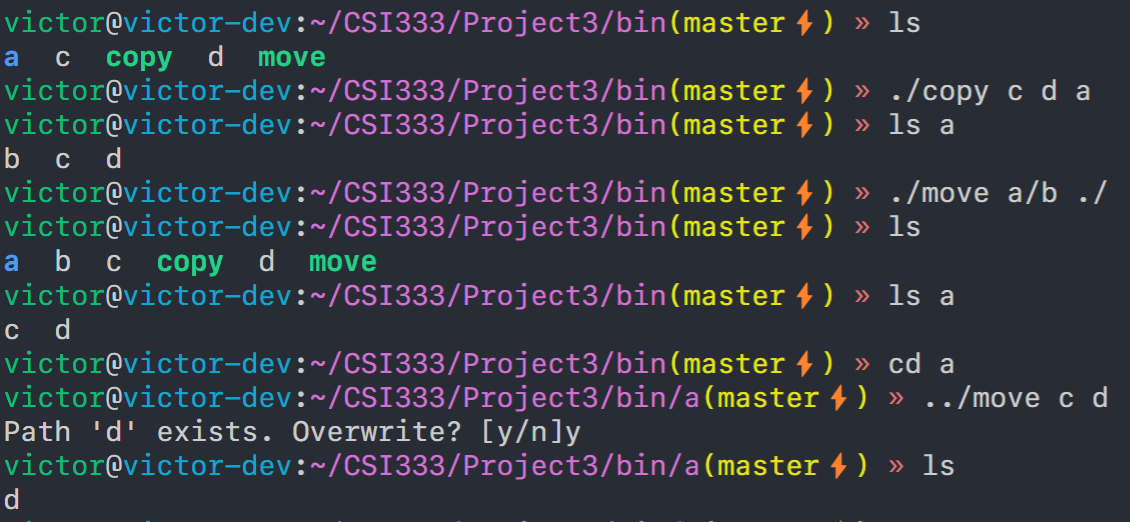 victor@victor-dev:~/CSI333/Project3/bin(master⚡) » ls
a  c  copy  d  move
victor@victor-dev:~/CSI333/Project3/bin(master⚡) » ./copy c d a
victor@victor-dev:~/CSI333/Project3/bin(master⚡) » ls a
b  c  d
victor@victor-dev:~/CSI333/Project3/bin(master⚡) » ./move a/b ./
victor@victor-dev:~/CSI333/Project3/bin(master⚡) » ls
a  b  c  copy  d  move
victor@victor-dev:~/CSI333/Project3/bin(master⚡) » ls a
c  d
victor@victor-dev:~/CSI333/Project3/bin(master⚡) » cd a
victor@victor-dev:~/CSI333/Project3/bin/a(master⚡) » ../move c d
Path 'd' exists. Overwrite? [y/n]y
victor@victor-dev:~/CSI333/Project3/bin/a(master⚡) » ls
d